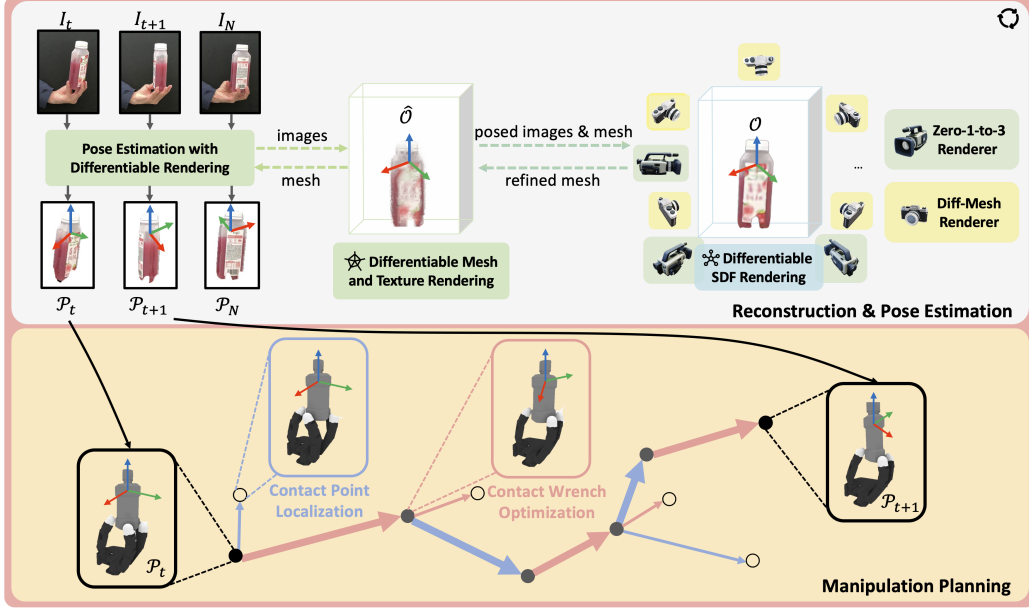 I_t
I_{t+1}
I_N
Pose Estimation with
Differentiable Rendering
images
mesh
Ô
posed images & mesh
refined mesh
O
...
Zero-1-to-3
Renderer
Diff-Mesh
Renderer
Differentiable Mesh
and Texture Rendering
Differentiable
SDF Rendering
P_t
P_{t+1}
P_N
Reconstruction & Pose Estimation
Contact Point
Localization
Contact Wrench
Optimization
P_t
P_{t+1}
Manipulation Planning